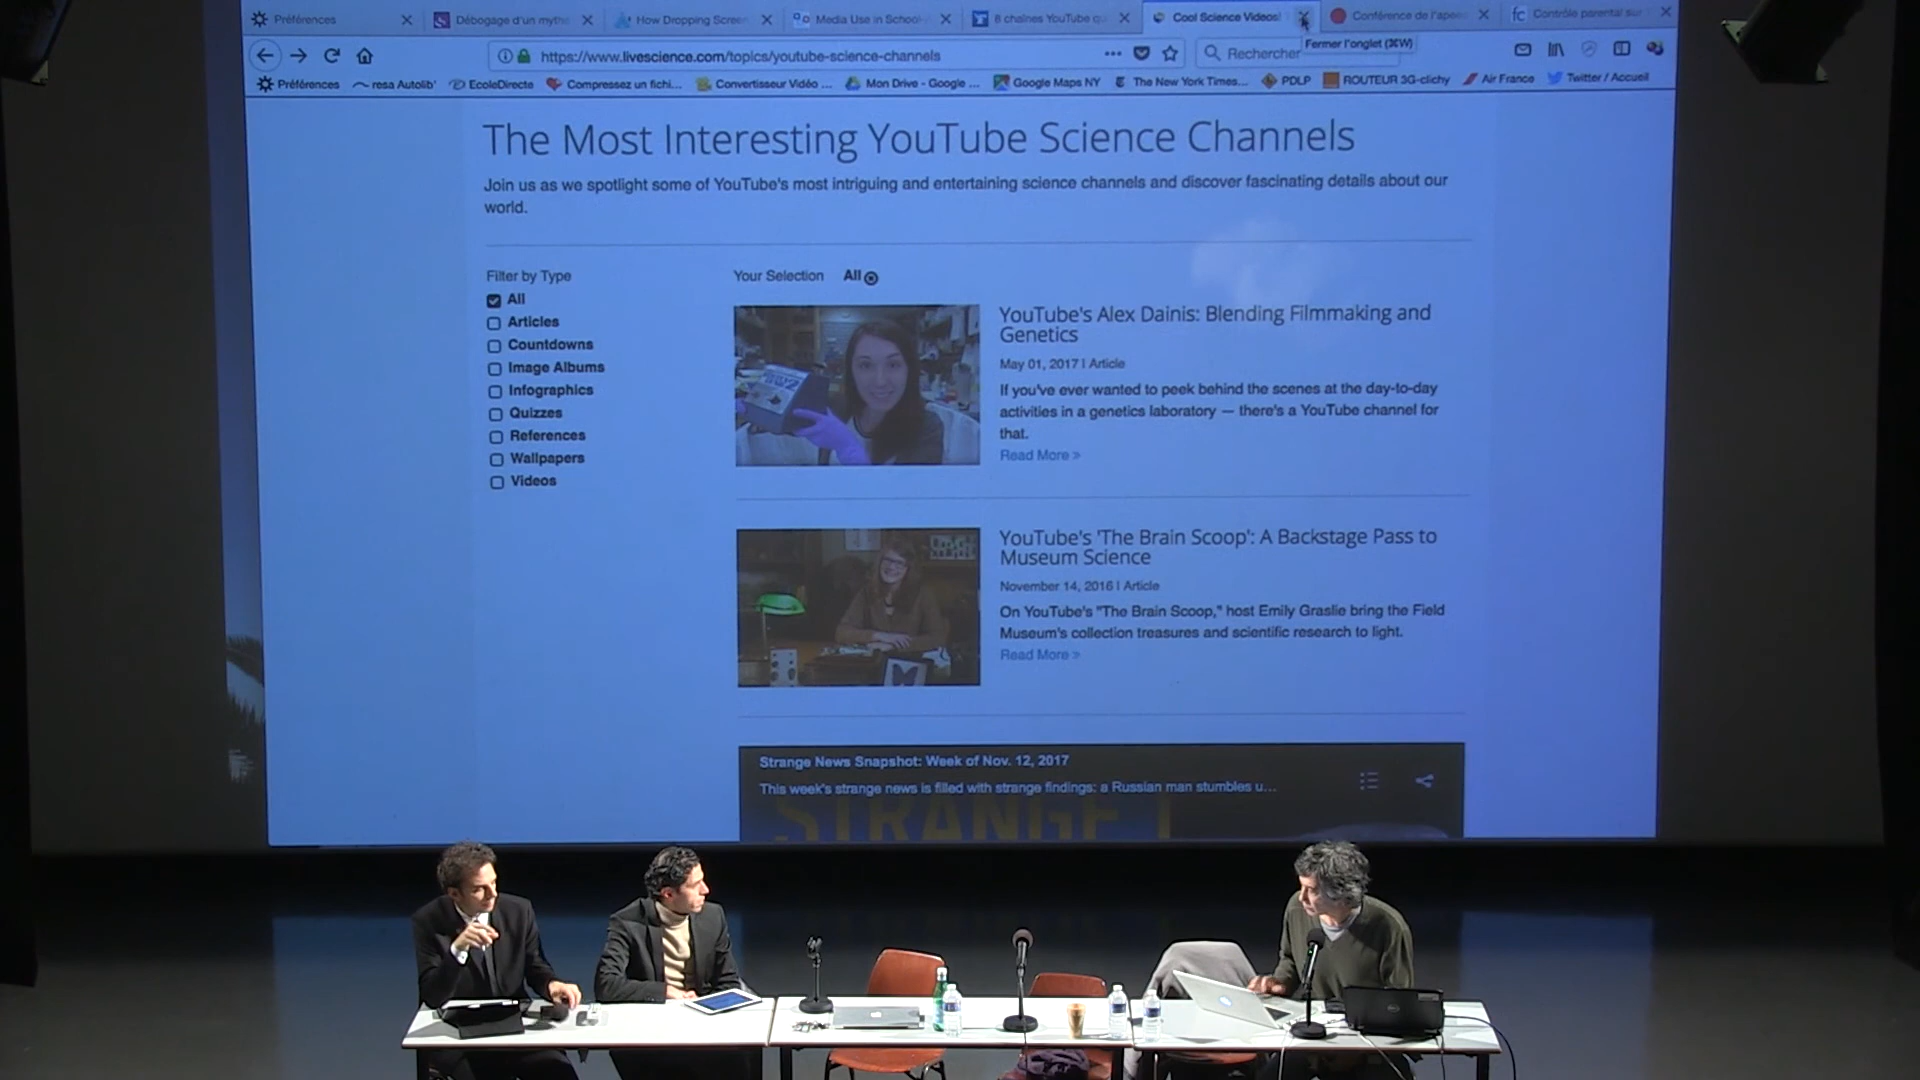 Préférences
Débogage d'un mythe
How Dropping Screen
Media Use in School-
8 chaînes YouTube qu
Cool Science Videos!
Conférence de l'apen
Contrôle parental sur
https://www.livescience.com/topics/youtube-science-channels
Rechercher
Fermer l'onglet (⌘W)
Préférences
resa Autolib'
EcoleDirecte
Compressez un fichi...
Convertisseur Vidéo ...
Mon Drive - Google ...
Google Maps NY
The New York Times...
PDLP
ROUTEUR 3G-clichy
Air France
Twitter / Accueil
The Most Interesting YouTube Science Channels
Join us as we spotlight some of YouTube's most intriguing and entertaining science channels and discover fascinating details about our
world.
Filter by Type
All
Articles
Countdowns
Image Albums
Infographics
Quizzes
References
Wallpapers
Videos
Your Selection All
YouTube's Alex Dainis: Blending Filmmaking and
Genetics
May 01, 2017 | Article
If you've ever wanted to peek behind the scenes at the day-to-day
activities in a genetics laboratory — there's a YouTube channel for
that.
Read More »
YouTube's 'The Brain Scoop': A Backstage Pass to
Museum Science
November 14, 2016 | Article
On YouTube's "The Brain Scoop," host Emily Graslie bring the Field
Museum's collection treasures and scientific research to light.
Read More »
Strange News Snapshot: Week of Nov. 12, 2017
This week's strange news is filled with strange findings: a Russian man stumbles u...